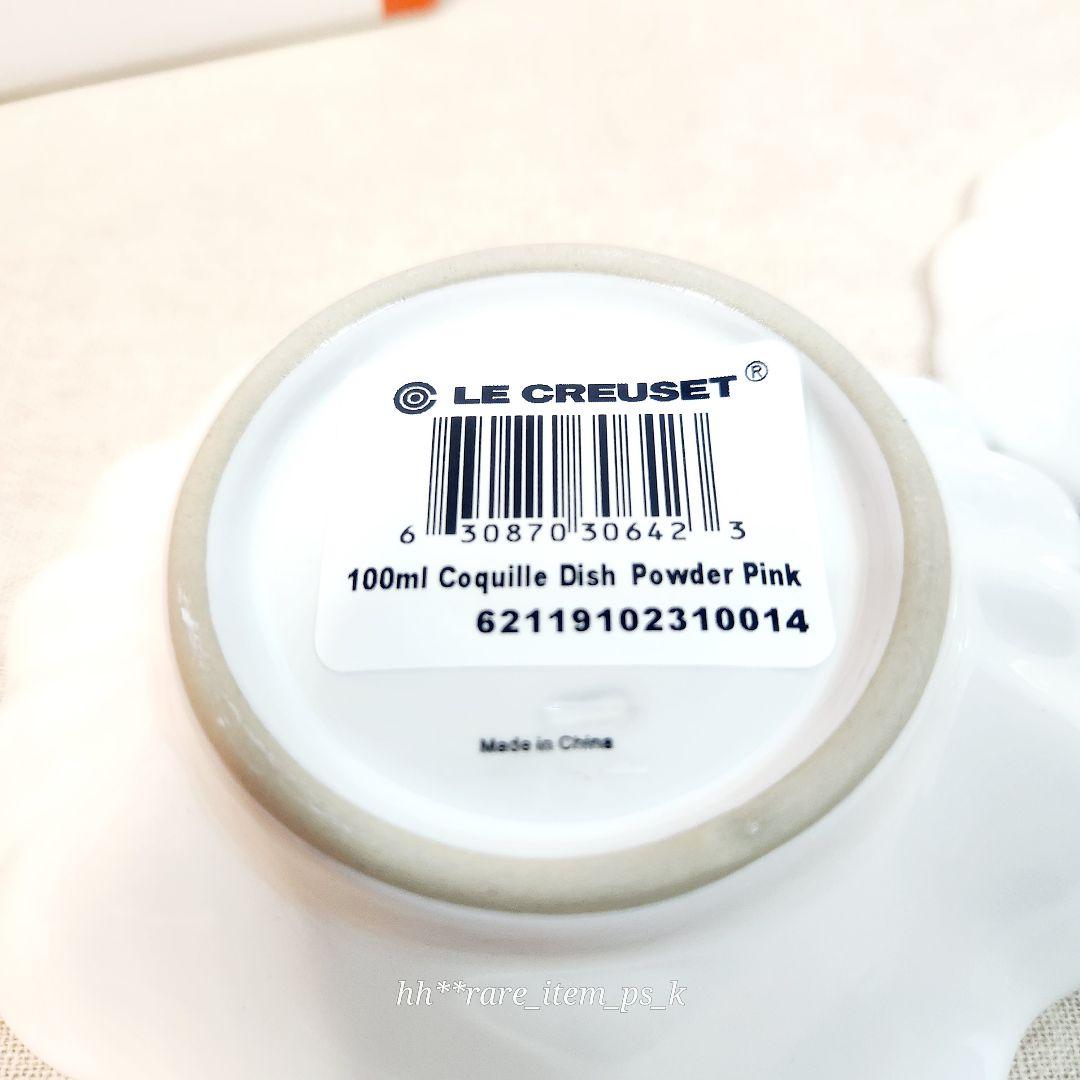 LE CREUSET®
6 30870 30642 3
100ml Coquille Dish Powder Pink
62119102310014
Made in China
hh**rare_item_ps_k